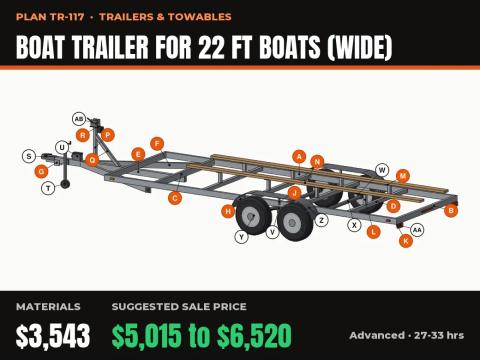 PLAN TR-117 · TRAILERS & TOWABLES
BOAT TRAILER FOR 22 FT BOATS (WIDE)
AB
R P
S U Q E F A N W M
G T C J D B
H Z X L K AA
Y V
MATERIALS SUGGESTED SALE PRICE
$3,543 $5,015 to $6,520 Advanced · 27-33 hrs